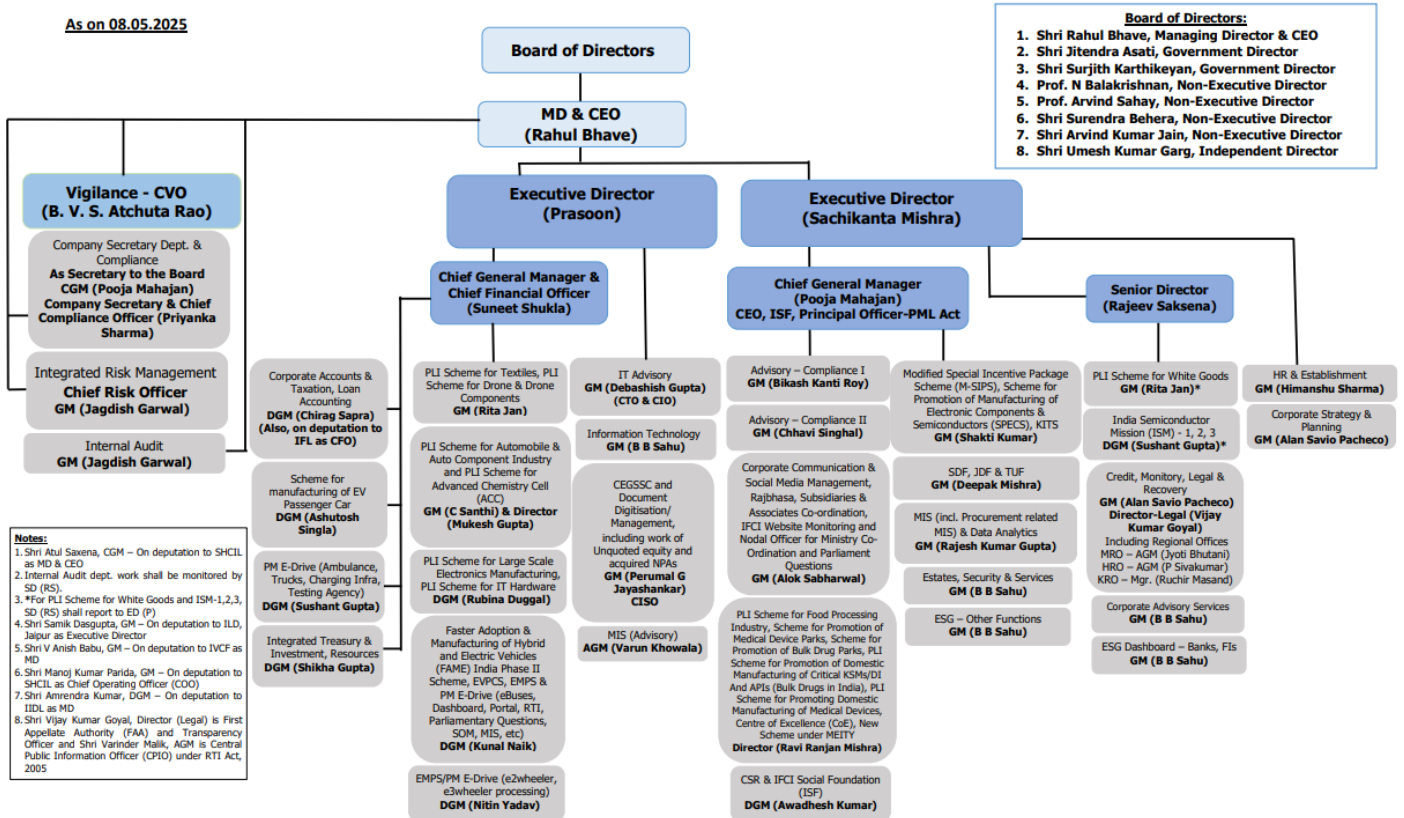 As on 08.05.2025
Board of Directors:
1. Shri Rahul Bhave, Managing Director & CEO
2. Shri Jitendra Asati, Government Director
3. Shri Surjith Karthikeyan, Government Director
4. Prof. N Balakrishnan, Non-Executive Director
5. Prof. Arvind Sahay, Non-Executive Director
6. Shri Surendra Behera, Non-Executive Director
7. Shri Arvind Kumar Jain, Non-Executive Director
8. Shri Umesh Kumar Garg, Independent Director
Board of Directors
MD & CEO
(Rahul Bhave)
Vigilance - CVO
(B. V. S. Atchuta Rao)
Executive Director
(Prasoon)
Executive Director
(Sachikanta Mishra)
Company Secretary Dept. &
Compliance
As Secretary to the Board
CGM (Pooja Mahajan)
Company Secretary & Chief
Compliance Officer (Priyanka
Sharma)
Integrated Risk Management
Chief Risk Officer
GM (Jagdish Garwal)
Internal Audit
GM (Jagdish Garwal)
Chief General Manager &
Chief Financial Officer
(Suneet Shukla)
Chief General Manager
(Pooja Mahajan)
CEO, ISF, Principal Officer-PML Act
Senior Director
(Rajeev Saksena)
Corporate Accounts &
Taxation, Loan
Accounting
DGM (Chirag Sapra)
(Also, on deputation to
IFL as CFO)
Scheme for
manufacturing of EV
Passenger Car
DGM (Ashutosh
Singla)
PM E-Drive (Ambulance,
Trucks, Charging Infra,
Testing Agency)
DGM (Sushant Gupta)
Integrated Treasury &
Investment, Resources
DGM (Shikha Gupta)
PLI Scheme for Textiles, PLI
Scheme for Drone & Drone
Components
GM (Rita Jan)
PLI Scheme for Automobile &
Auto Component Industry
and PLI Scheme for
Advanced Chemistry Cell
(ACC)
GM (C Santhi) & Director
(Mukesh Gupta)
PLI Scheme for Large Scale
Electronics Manufacturing,
PLI Scheme for IT Hardware
DGM (Rubina Duggal)
Faster Adoption &
Manufacturing of Hybrid
and Electric Vehicles
(FAME) India Phase II
Scheme, EVPCS, EMPS &
PM E-Drive (eBuses,
Dashboard, Portal, RTI,
Parliamentary Questions,
SOM, MIS, etc)
DGM (Kunal Naik)
EMPS/PM E-Drive (e2wheeler,
e3wheeler processing)
DGM (Nitin Yadav)
IT Advisory
GM (Debashish Gupta)
(CTO & CIO)
Information Technology
GM (B B Sahu)
CEGSSC and
Document
Digitisation/
Management,
including work of
Unquoted equity and
acquired NPAs
GM (Perumal G
Jayashankar)
CISO
MIS (Advisory)
AGM (Varun Khowala)
Advisory – Compliance I
GM (Bikash Kanti Roy)
Advisory – Compliance II
GM (Chhavi Singhal)
Corporate Communication &
Social Media Management,
Rajbhasa, Subsidiaries &
Associates Co-ordination,
IFCI Website Monitoring and
Nodal Officer for Ministry Co-
Ordination and Parliament
Questions
GM (Alok Sabharwal)
PLI Scheme for Food Processing
Industry, Scheme for Promotion of
Medical Device Parks, Scheme for
Promotion of Bulk Drug Parks, PLI
Scheme for Promotion of Domestic
Manufacturing of Critical KSMs/DI
And APIs (Bulk Drugs in India), PLI
Scheme for Promoting Domestic
Manufacturing of Medical Devices,
Centre of Excellence (CoE), New
Scheme under MEITY
Director (Ravi Ranjan Mishra)
CSR & IFCI Social Foundation
(ISF)
DGM (Awadhesh Kumar)
Modified Special Incentive Package
Scheme (M-SIPS), Scheme for
Promotion of Manufacturing of
Electronic Components &
Semiconductors (SPECS), KITS
GM (Shakti Kumar)
SDF, JDF & TUF
GM (Deepak Mishra)
MIS (incl. Procurement related
MIS) & Data Analytics
GM (Rajesh Kumar Gupta)
Estates, Security & Services
GM (B B Sahu)
ESG – Other Functions
GM (B B Sahu)
PLI Scheme for White Goods
GM (Rita Jan)*
India Semiconductor
Mission (ISM) - 1, 2, 3
DGM (Sushant Gupta)*
Credit, Monitory, Legal &
Recovery
GM (Alan Savio Pacheco)
Director-Legal (Vijay
Kumar Goyal)
Including Regional Offices
MRO – AGM (Jyoti Bhutani)
HRO – AGM (P Sivakumar)
KRO – Mgr. (Ruchir Masand)
Corporate Advisory Services
GM (B B Sahu)
ESG Dashboard – Banks, FIs
GM (B B Sahu)
HR & Establishment
GM (Himanshu Sharma)
Corporate Strategy &
Planning
GM (Alan Savio Pacheco)
Notes:
1. Shri Atul Saxena, CGM – On deputation to SHCIL
as MD & CEO
2. Internal Audit dept. work shall be monitored by
SD (RS).
3. *For PLI Scheme for White Goods and ISM-1,2,3,
SD (RS) shall report to ED (P)
4. Shri Samik Dasgupta, GM – On deputation to ILD,
Jaipur as Executive Director
5. Shri V Anish Babu, GM – On deputation to IVCF as
MD
6. Shri Manoj Kumar Parida, GM – On deputation to
SHCIL as Chief Operating Officer (COO)
7. Shri Amrendra Kumar, DGM – On deputation to
IIDL as MD
8. Shri Vijay Kumar Goyal, Director (Legal) is First
Appellate Authority (FAA) and Transparency
Officer and Shri Varinder Malik, AGM is Central
Public Information Officer (CPIO) under RTI Act,
2005